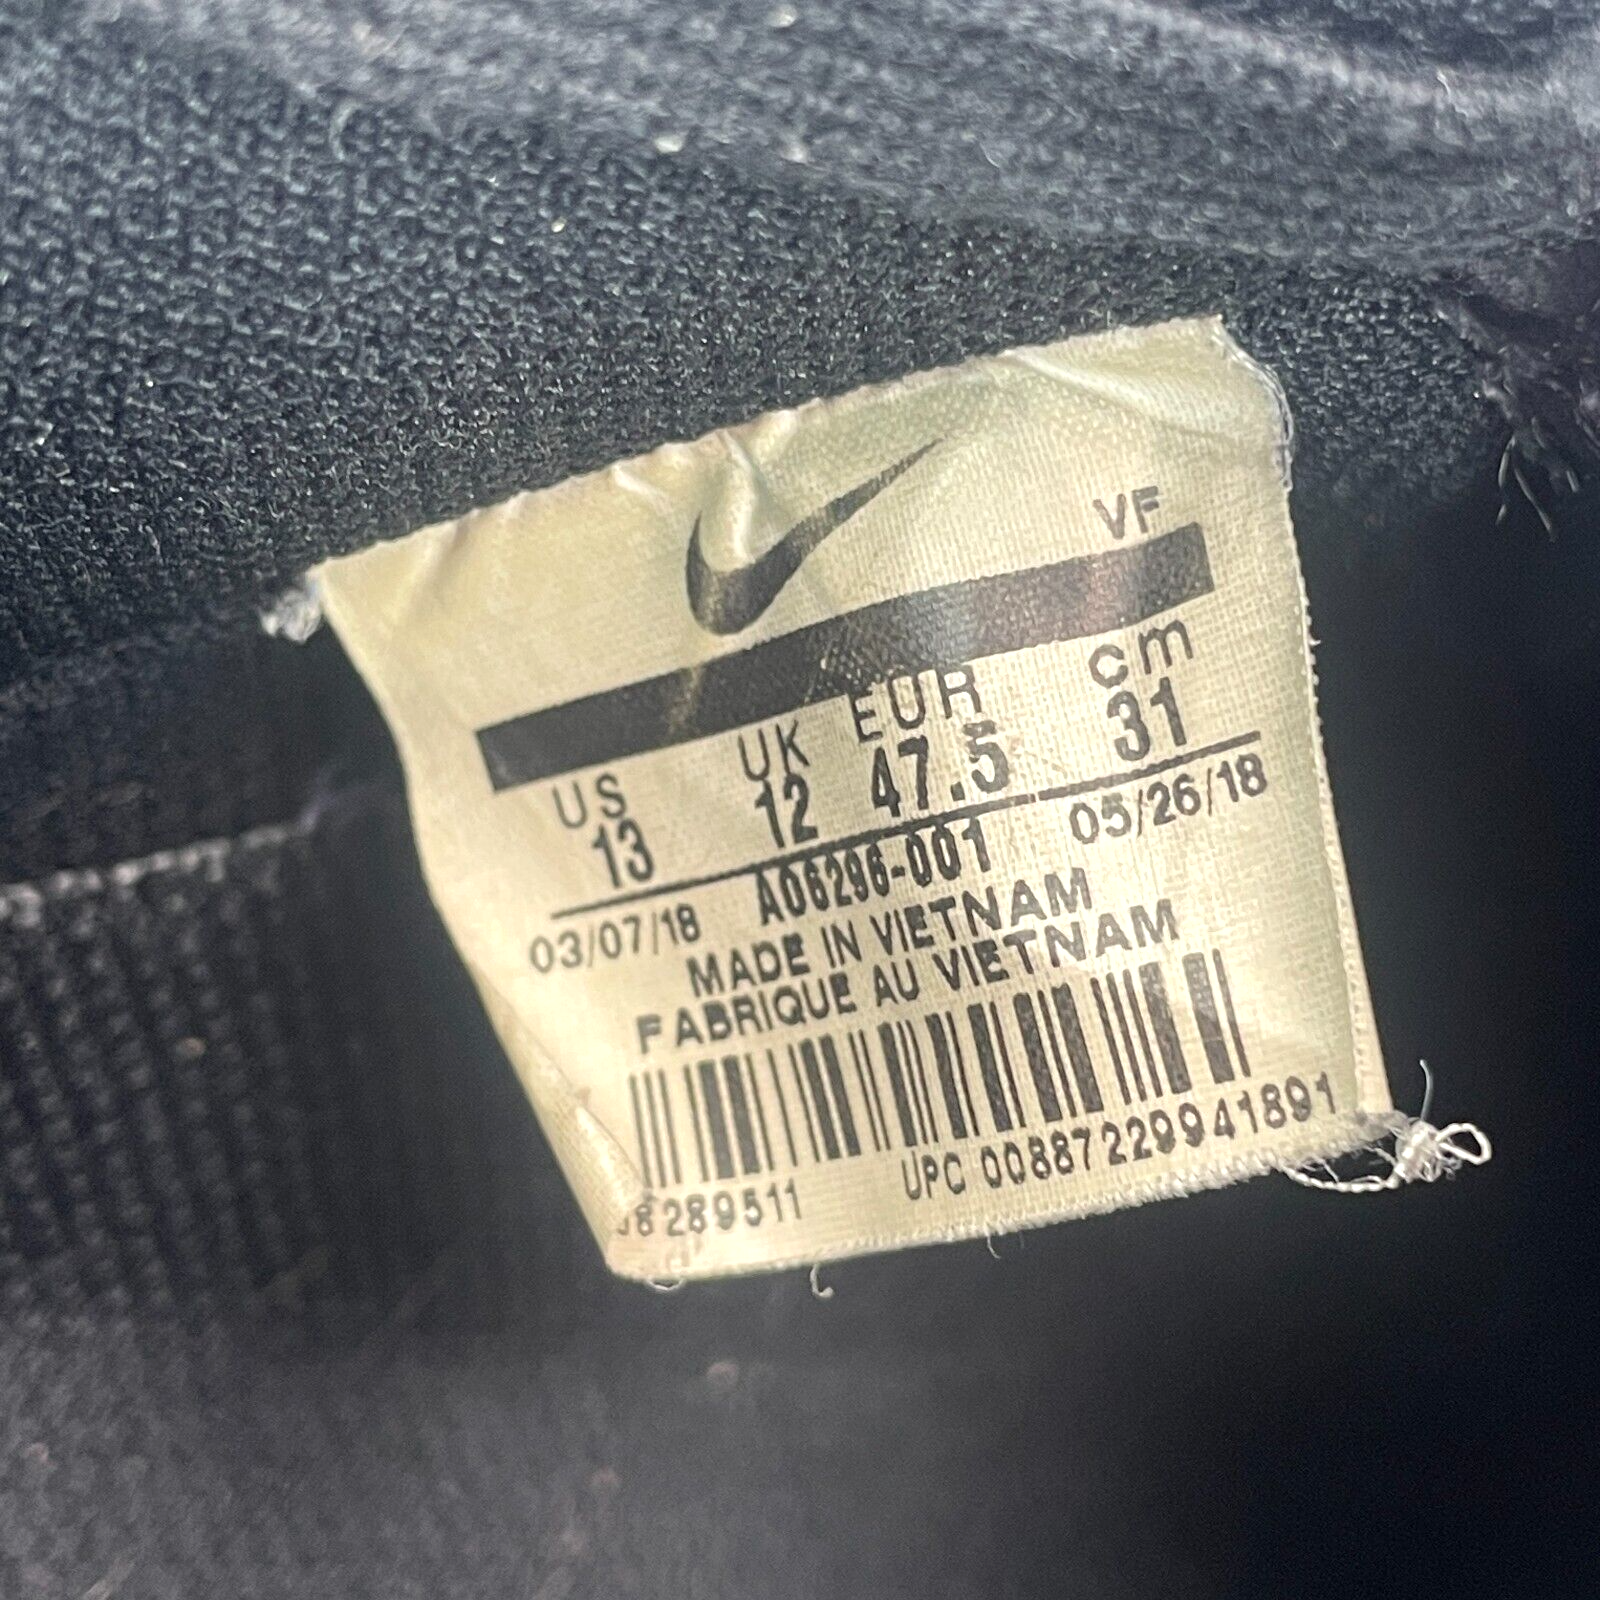 VF
US UK EUR cm
13 12 47.5 31
03/07/18 AO6296-001 05/26/18
MADE IN VIETNAM
FABRIQUE AU VIETNAM
8289511 UPC 00887229941891